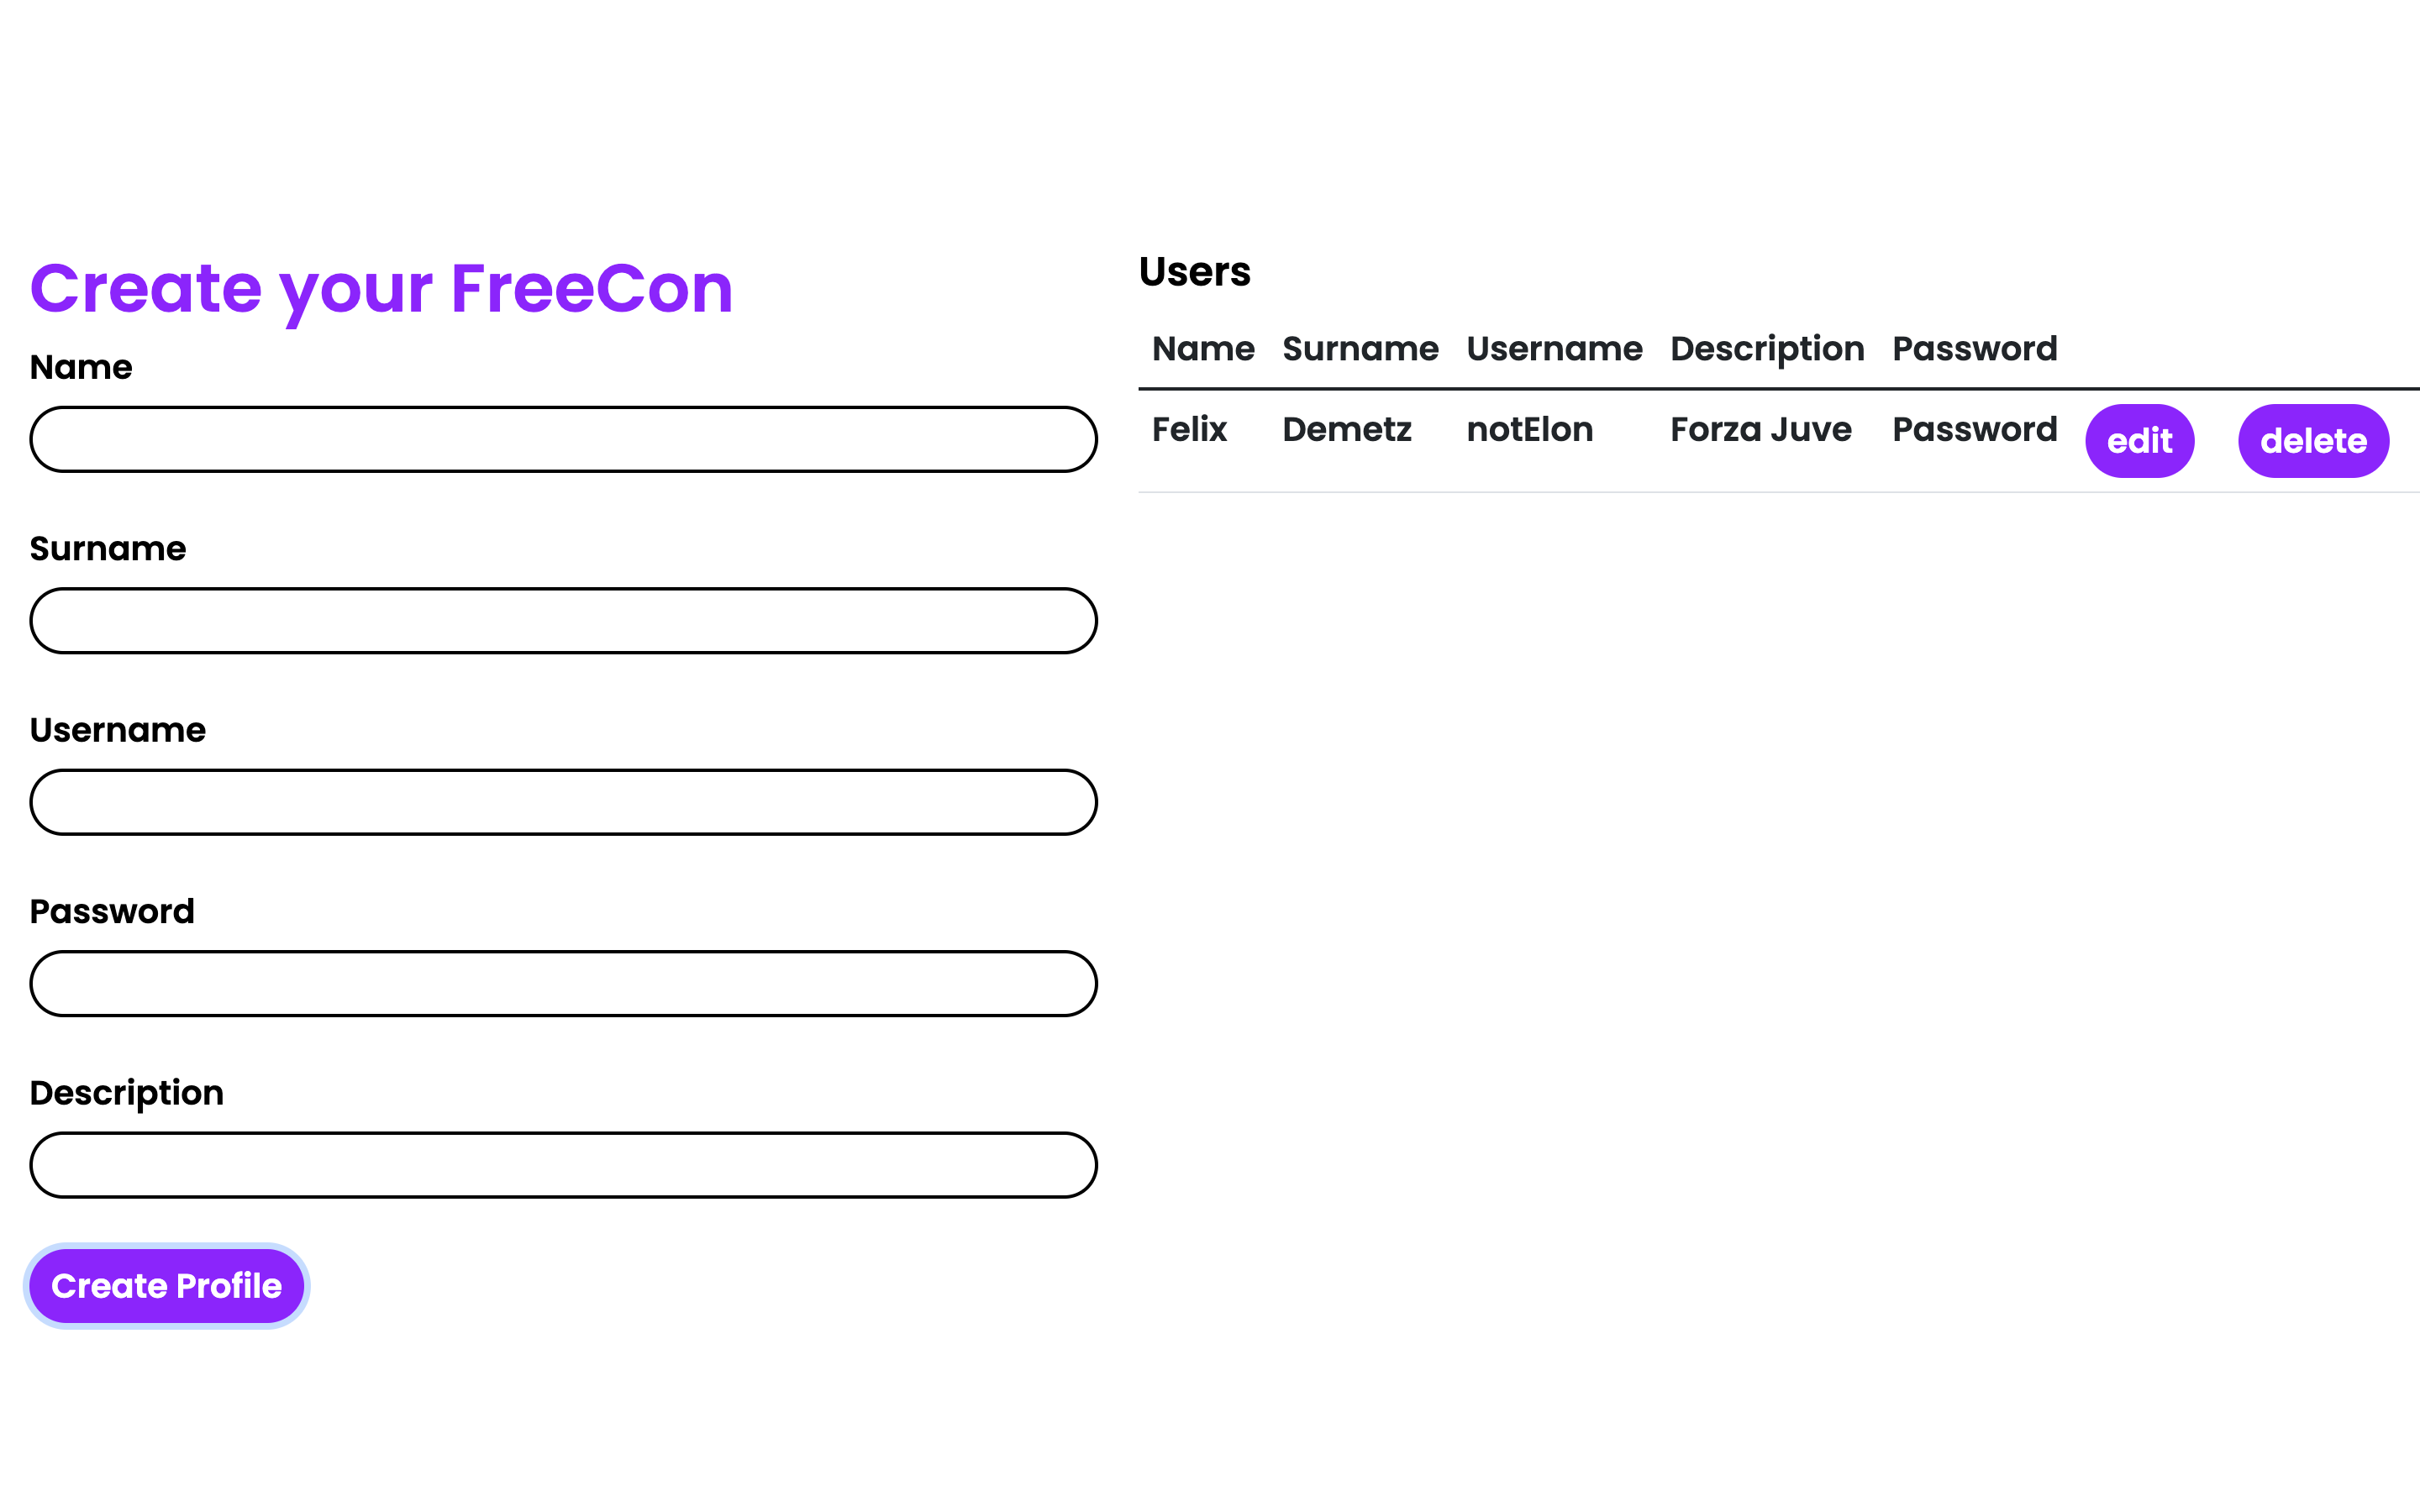 Create your FreeCon
Name
Surname
Username
Password
Description
Create Profile
Users
Name Surname Username Description Password
Felix Demetz notElon Forza Juve Password edit delete